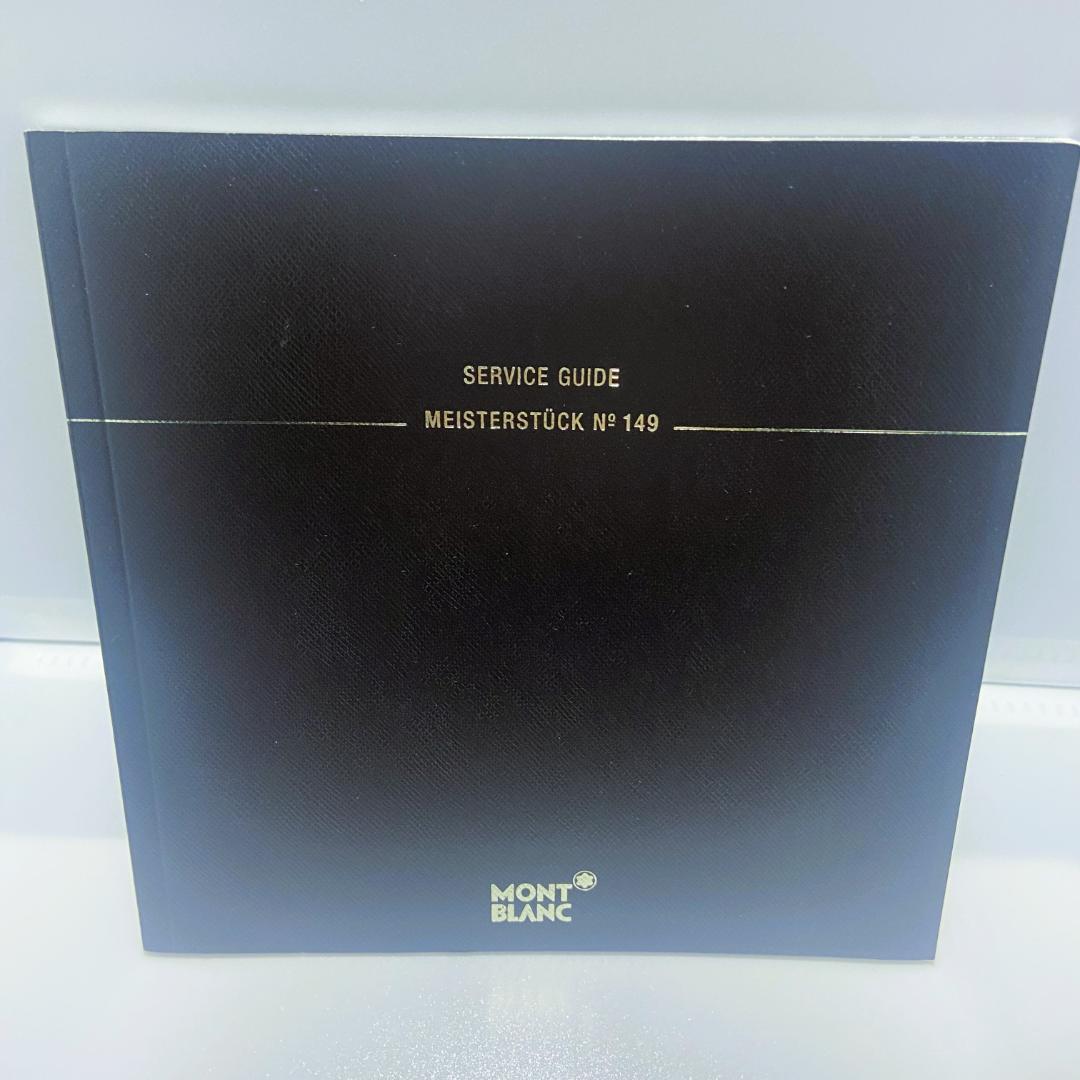 SERVICE GUIDE
MEISTERSTÜCK Nº 149
MONT
BLANC